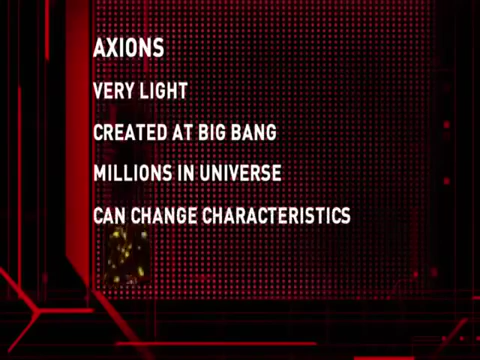 AXIONS
VERY LIGHT
CREATED AT BIG BANG
MILLIONS IN UNIVERSE
CAN CHANGE CHARACTERISTICS